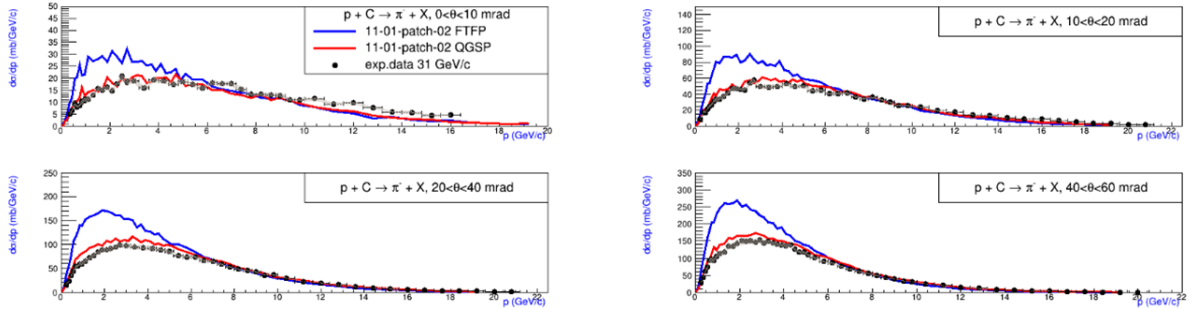 p + C → π⁻ + X, 0<θ<10 mrad
11-01-patch-02 FTFP
11-01-patch-02 QGSP
exp.data 31 GeV/c
dσ/dp (mb/GeV/c)
50
45
40
35
30
25
20
15
10
5
0
0 2 4 6 8 10 12 14 16 18 20
p (GeV/c)
p + C → π⁻ + X, 10<θ<20 mrad
dσ/dp (mb/GeV/c)
140
120
100
80
60
40
20
0
0 2 4 6 8 10 12 14 16 18 20 22
p (GeV/c)
p + C → π⁻ + X, 20<θ<40 mrad
dσ/dp (mb/GeV/c)
250
200
150
100
50
0
0 2 4 6 8 10 12 14 16 18 20 22
p (GeV/c)
p + C → π⁻ + X, 40<θ<60 mrad
dσ/dp (mb/GeV/c)
350
300
250
200
150
100
50
0
0 2 4 6 8 10 12 14 16 18 20 22
p (GeV/c)